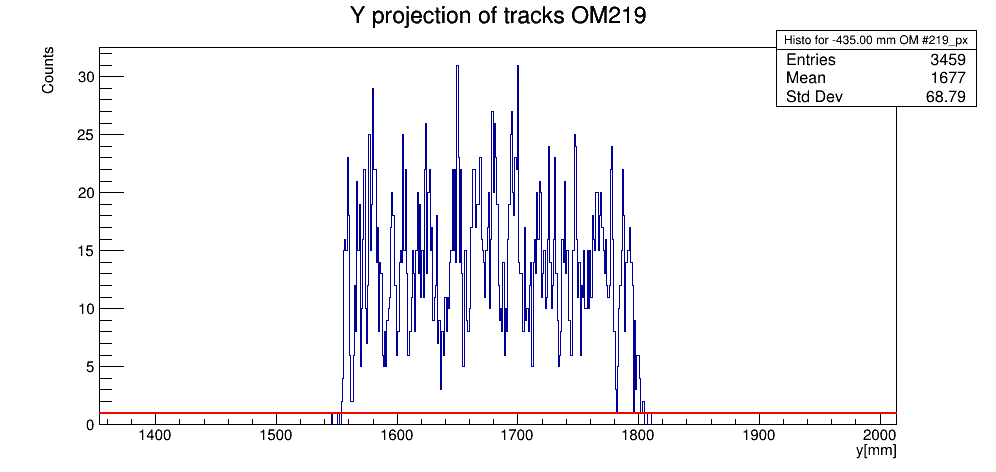 Y projection of tracks OM219
Histo for -435.00 mm OM #219_px
Entries 3459
Mean 1677
Std Dev 68.79
Counts
30
25
20
15
10
5
0
1400 1500 1600 1700 1800 1900 2000
y[mm]